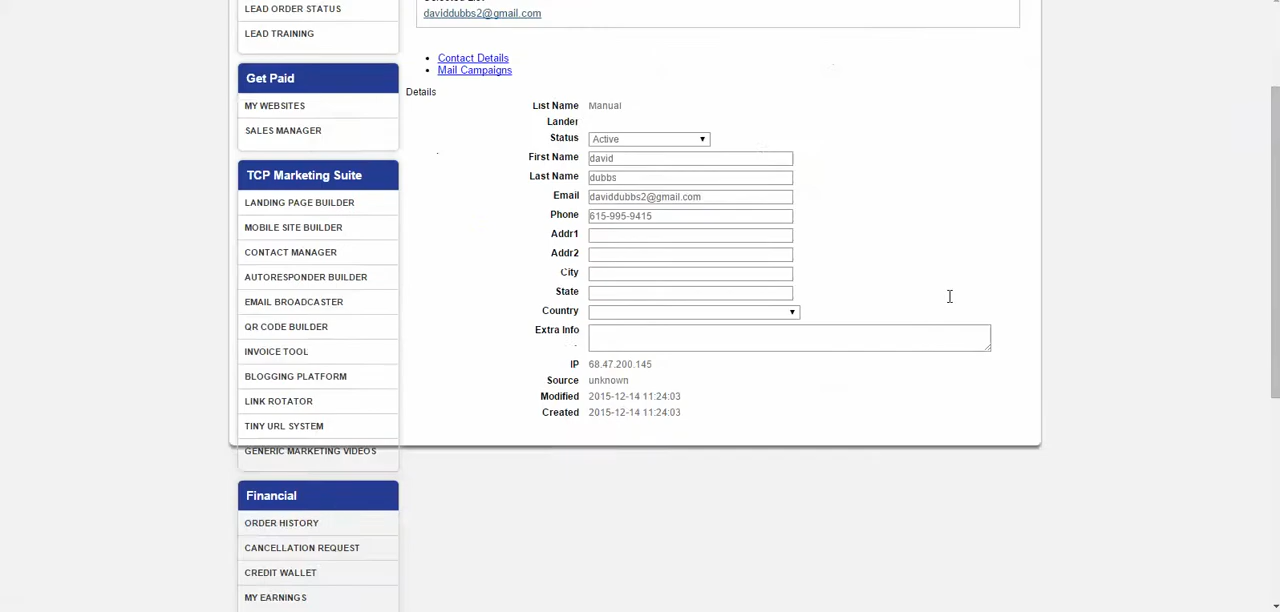 LEAD ORDER STATUS
LEAD TRAINING
Get Paid
MY WEBSITES
SALES MANAGER
TCP Marketing Suite
LANDING PAGE BUILDER
MOBILE SITE BUILDER
CONTACT MANAGER
AUTORESPONDER BUILDER
EMAIL BROADCASTER
QR CODE BUILDER
INVOICE TOOL
BLOGGING PLATFORM
LINK ROTATOR
TINY URL SYSTEM
GENERIC MARKETING VIDEOS
Financial
ORDER HISTORY
CANCELLATION REQUEST
CREDIT WALLET
MY EARNINGS
daviddubbs2@gmail.com
Contact Details
Mail Campaigns
Details
List Name Manual
Lander
Status Active
First Name david
Last Name dubbs
Email daviddubbs2@gmail.com
Phone 615-995-9415
Addr1
Addr2
City
State
Country
Extra Info
IP 68.47.200.145
Source unknown
Modified 2015-12-14 11:24:03
Created 2015-12-14 11:24:03